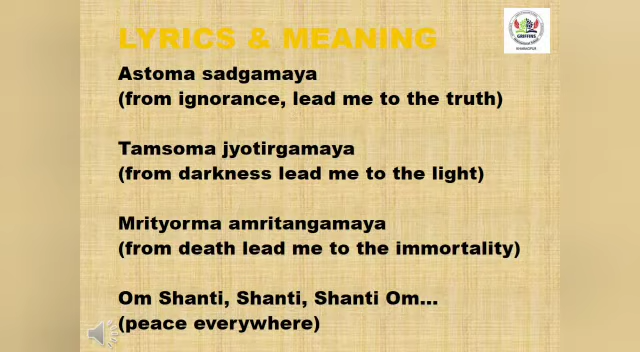 LYRICS & MEANING
GRIFFINS
Astoma sadgamaya
(from ignorance, lead me to the truth)
Tamsoma jyotirgamaya
(from darkness lead me to the light)
Mrityorma amritangamaya
(from death lead me to the immortality)
Om Shanti, Shanti, Shanti Om...
(peace everywhere)